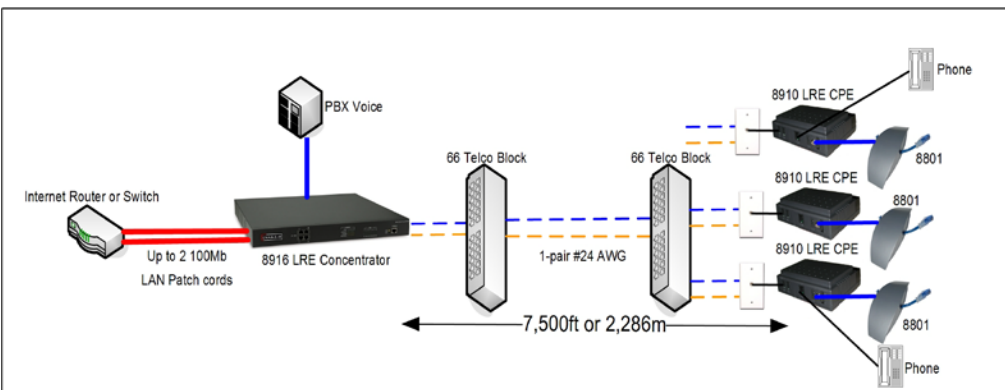 Phone
8910 LRE CPE
PBX Voice
8801
66 Telco Block
66 Telco Block
8910 LRE CPE
Internet Router or Switch
8801
Up to 2 100Mb
LAN Patch cords
8916 LRE Concentrator
1-pair #24 AWG
8910 LRE CPE
7,500ft or 2,286m
8801
Phone